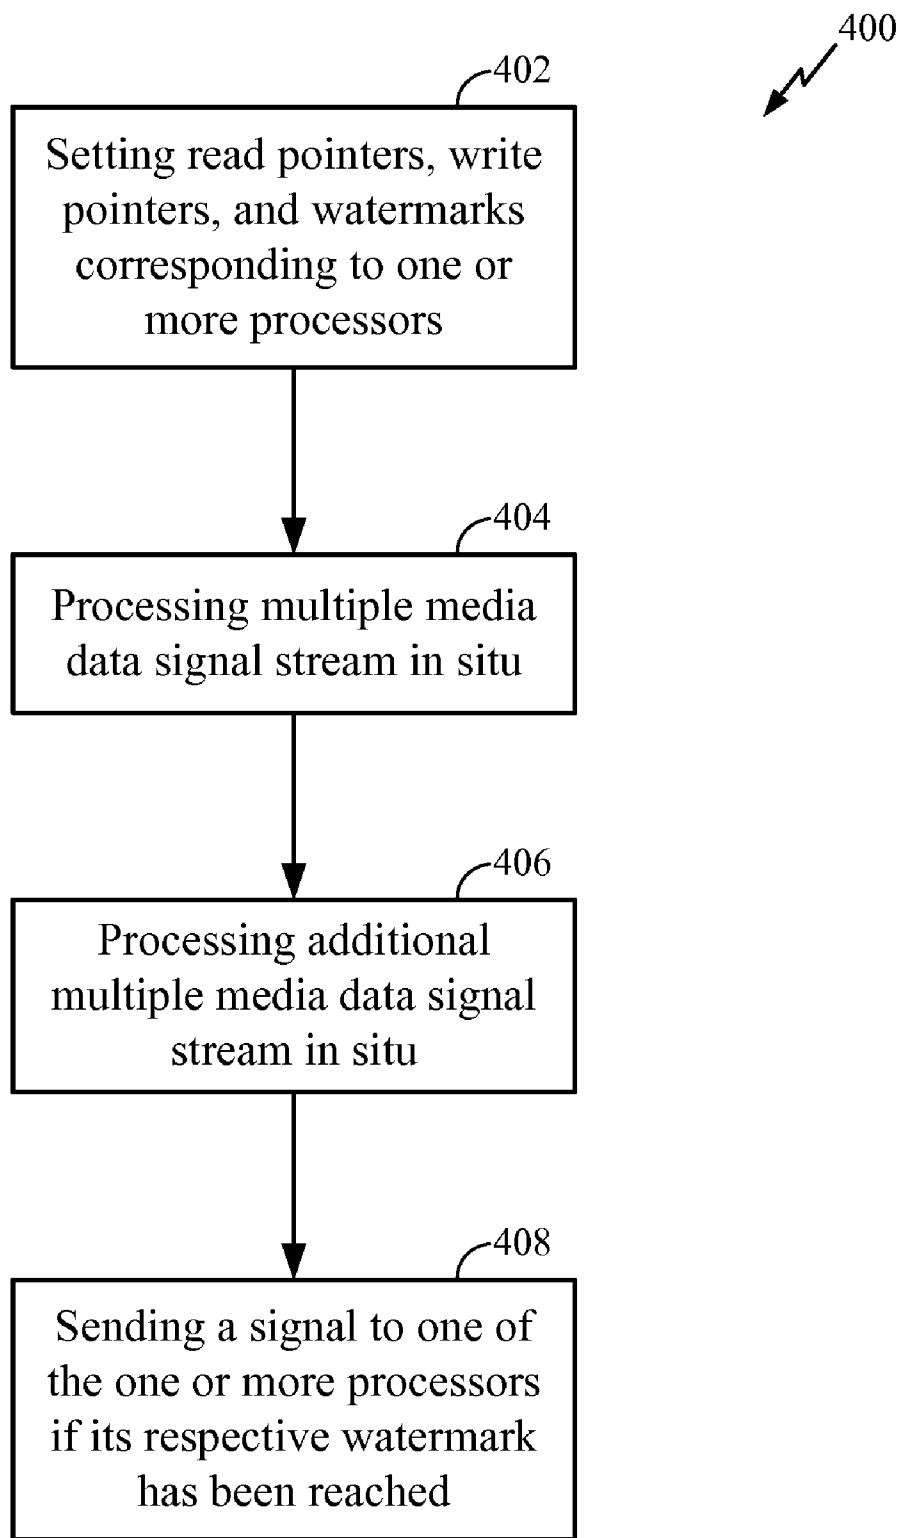 400
402
Setting read pointers, write
pointers, and watermarks
corresponding to one or
more processors
404
Processing multiple media
data signal stream in situ
406
Processing additional
multiple media data signal
stream in situ
408
Sending a signal to one of
the one or more processors
if its respective watermark
has been reached